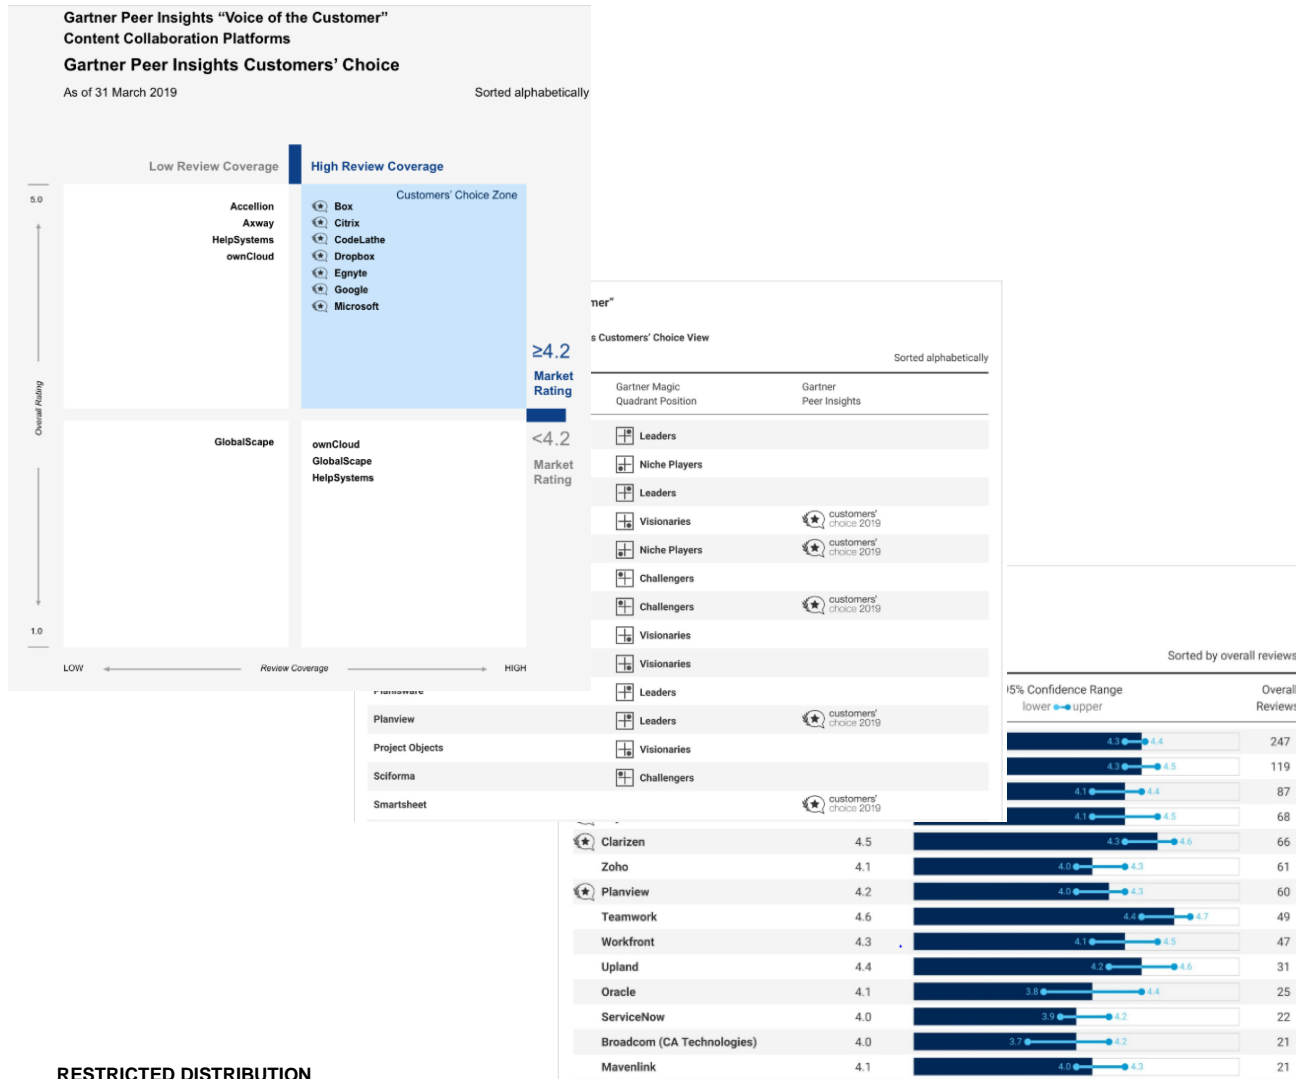 Gartner Peer Insights “Voice of the Customer”
Content Collaboration Platforms
Gartner Peer Insights Customers’ Choice
As of 31 March 2019 Sorted alphabetically
Low Review Coverage High Review Coverage
Customers’ Choice Zone
5.0
Accellion
Axway
HelpSystems
ownCloud
Box
Citrix
CodeLathe
Dropbox
Egnyte
Google
Microsoft
≥4.2
Market
Rating
Overall Rating
<4.2
Market
Rating
GlobalScape
ownCloud
GlobalScape
HelpSystems
1.0
LOW Review Coverage HIGH
mer”
s Customers’ Choice View
Sorted alphabetically
Gartner Magic
Quadrant Position
Gartner
Peer Insights
Leaders
Niche Players
Leaders
Visionaries customers’
choice 2019
Niche Players customers’
choice 2019
Challengers
Challengers customers’
choice 2019
Visionaries
Visionaries
Planisware Leaders
Planview Leaders customers’
choice 2019
Project Objects Visionaries
Sciforma Challengers
Smartsheet customers’
choice 2019
Sorted by overall reviews
5% Confidence Range
lower upper
Overall
Reviews
4.3 4.4 247
4.3 4.5 119
4.1 4.4 87
4.1 4.5 68
Clarizen 4.5 4.3 4.6 66
Zoho 4.1 4.0 4.3 61
Planview 4.2 4.0 4.3 60
Teamwork 4.6 4.4 4.7 49
Workfront 4.3 4.1 4.5 47
Upland 4.4 4.2 4.6 31
Oracle 4.1 3.8 4.4 25
ServiceNow 4.0 3.9 4.2 22
Broadcom (CA Technologies) 4.0 3.7 4.2 21
Mavenlink 4.1 4.0 4.3 21
RESTRICTED DISTRIBUTION